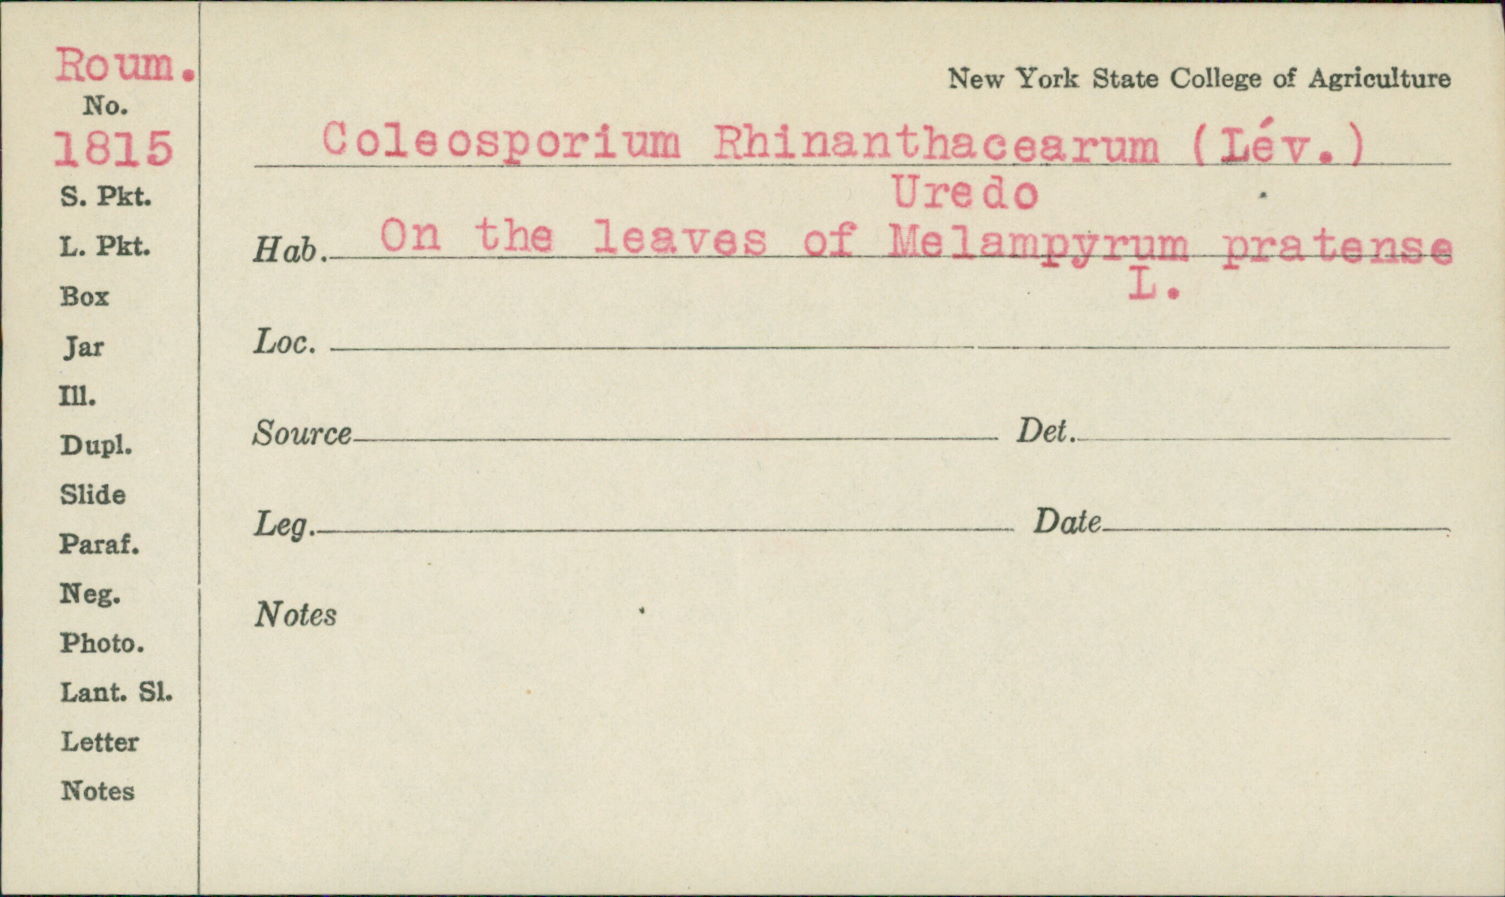 Roum.
No.
1815
S. Pkt.
L. Pkt.
Box
Jar
Ill.
Dupl.
Slide
Paraf.
Neg.
Photo.
Lant. Sl.
Letter
Notes
New York State College of Agriculture
Coleosporium Rhinanthacearum (Lév.)
Uredo
Hab. On the leaves of Melampyrum pratense
L.
Loc.
Source Det.
Leg. Date
Notes